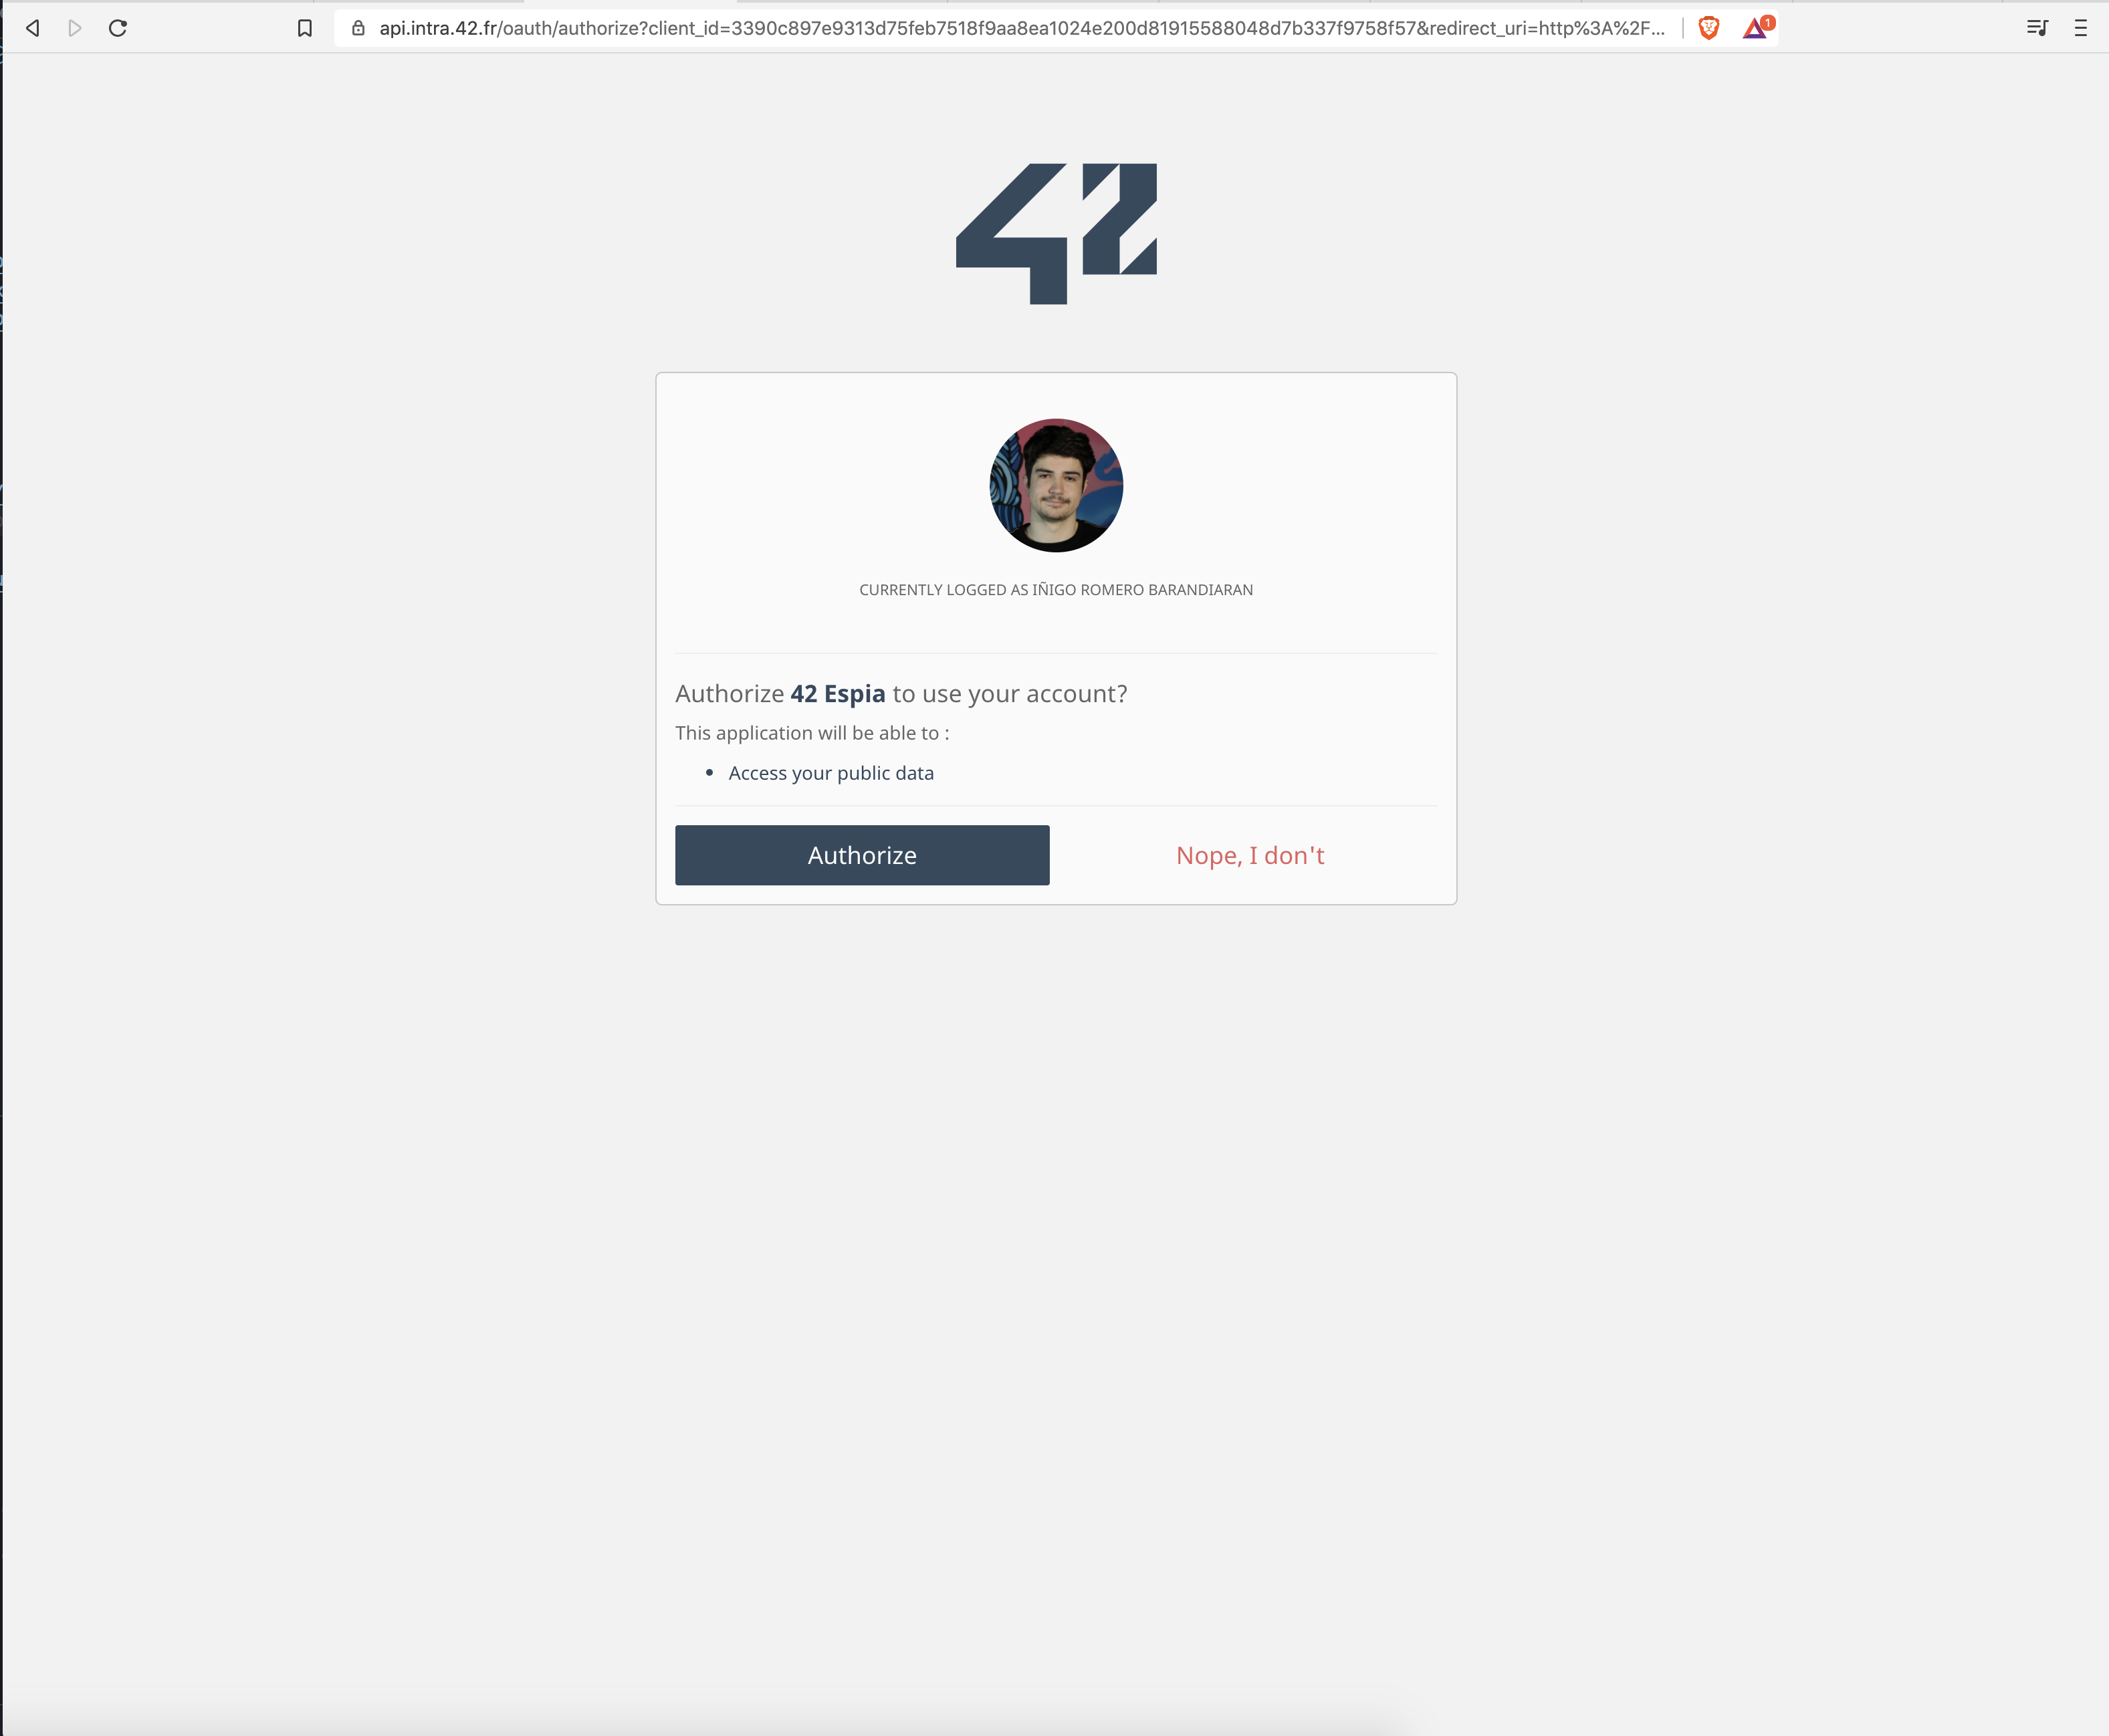 api.intra.42.fr/oauth/authorize?client_id=3390c897e9313d75feb7518f9aa8ea1024e200d81915588048d7b337f9758f57&redirect_uri=http%3A%2F...
1
42
CURRENTLY LOGGED AS IÑIGO ROMERO BARANDIARAN
Authorize 42 Espia to use your account?
This application will be able to :
• Access your public data
Authorize
Nope, I don't